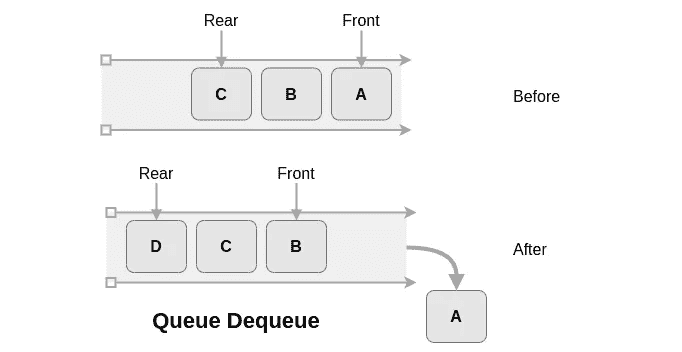 Rear Front
C B A
Before
Rear Front
D C B
After
A
Queue Dequeue